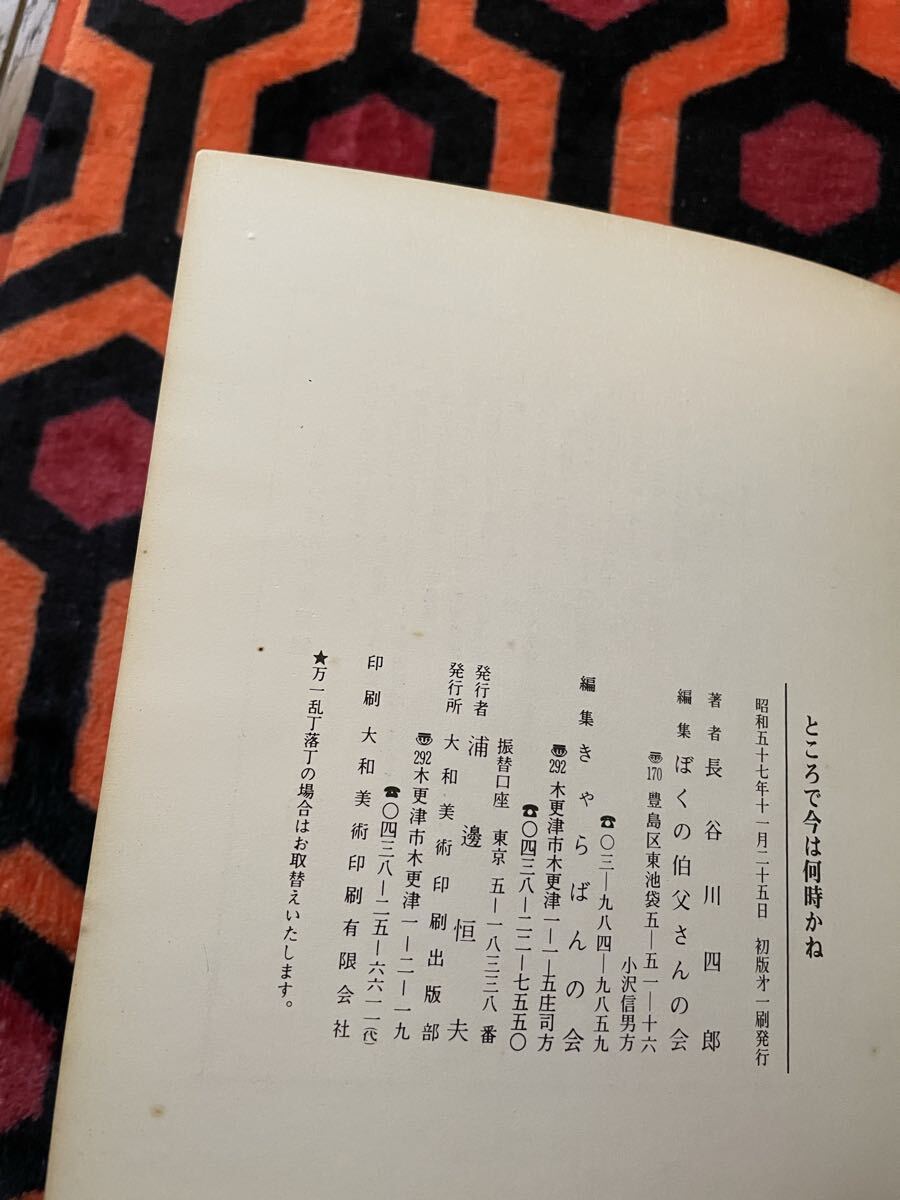 ところで今は何時かね
昭和五十七年十一月二十五日　初版オ一刷発行
著者 長谷川四郎
編集 ぼくの伯父さんの会
〠170 豊島区東池袋五―五一―十六
小沢信男方
☎〇三―九八四―九八五九
編集 きゃらばんの会
〠292 木更津市木更津一―一―五庄司方
☎〇四三八―二二―七五五〇
振替口座　東京　五―一八三三八番
発行者 浦邊恒夫
発行所 大和美術印刷出版部
〠292 木更津市木更津一―二―一九
☎〇四三八―二五―六六一一(代)
印刷 大和美術印刷有限会社
★万一乱丁落丁の場合はお取替えいたします。